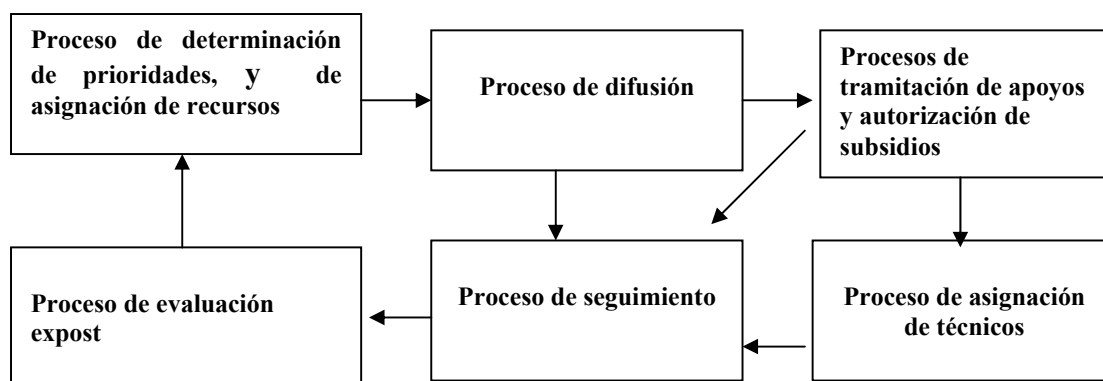 Proceso de determinación
de prioridades, y de
asignación de recursos
Proceso de difusión
Procesos de
tramitación de apoyos
y autorización de
subsidios
Proceso de evaluación
expost
Proceso de seguimiento
Proceso de asignación
de técnicos